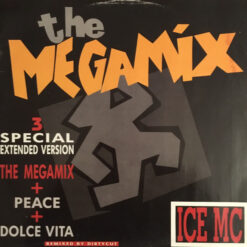 the
MEGAMIX
3
SPECIAL
EXTENDED VERSION
THE MEGAMIX
+
PEACE
+
DOLCE VITA
REMIXED BY DIRTYCUT
ICE MC